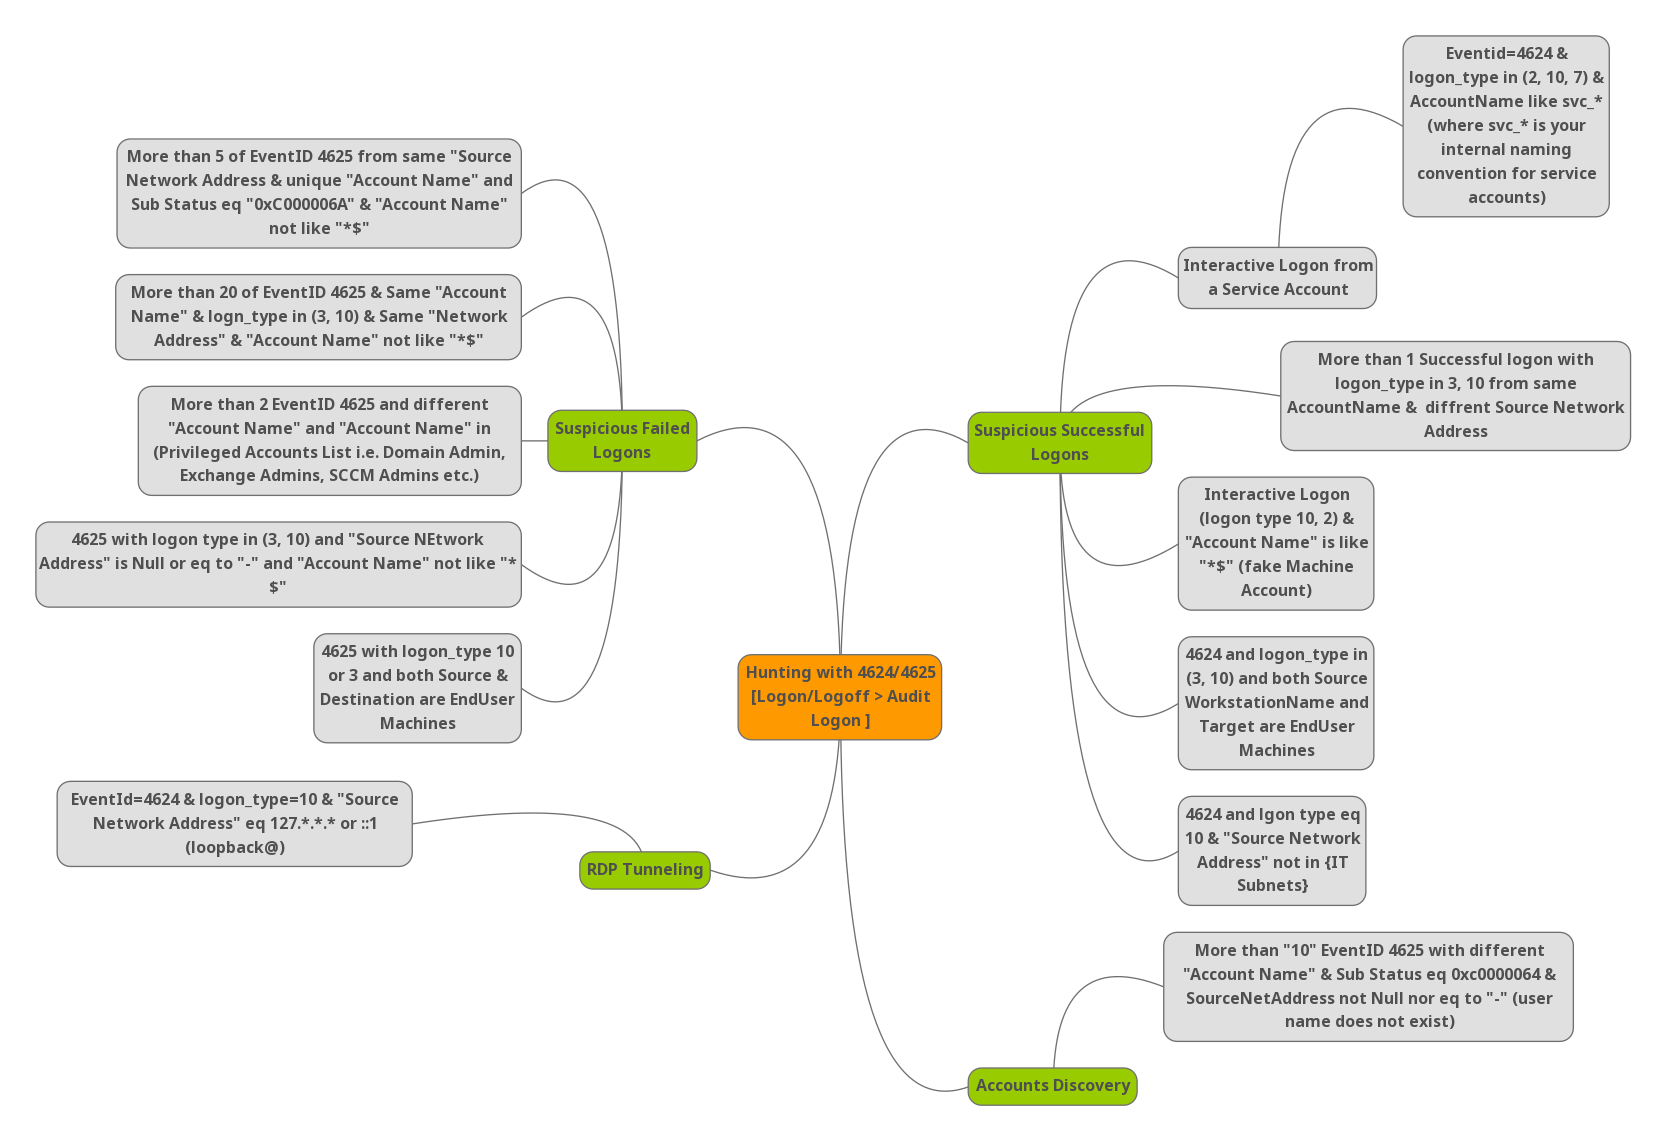 Hunting with 4624/4625
[Logon/Logoff > Audit
Logon ]
Suspicious Failed
Logons
More than 5 of EventID 4625 from same "Source
Network Address & unique "Account Name" and
Sub Status eq "0xC000006A" & "Account Name"
not like "*$"
More than 20 of EventID 4625 & Same "Account
Name" & logn_type in (3, 10) & Same "Network
Address" & "Account Name" not like "*$"
More than 2 EventID 4625 and different
"Account Name" and "Account Name" in
(Privileged Accounts List i.e. Domain Admin,
Exchange Admins, SCCM Admins etc.)
4625 with logon type in (3, 10) and "Source NEtwork
Address" is Null or eq to "-" and "Account Name" not like "*
$"
4625 with logon_type 10
or 3 and both Source &
Destination are EndUser
Machines
RDP Tunneling
EventId=4624 & logon_type=10 & "Source
Network Address" eq 127.*.*.* or ::1
(loopback@)
Suspicious Successful
Logons
Interactive Logon from
a Service Account
Eventid=4624 &
logon_type in (2, 10, 7) &
AccountName like svc_*
(where svc_* is your
internal naming
convention for service
accounts)
More than 1 Successful logon with
logon_type in 3, 10 from same
AccountName &  diffrent Source Network
Address
Interactive Logon
(logon type 10, 2) &
"Account Name" is like
"*$" (fake Machine
Account)
4624 and logon_type in
(3, 10) and both Source
WorkstationName and
Target are EndUser
Machines
4624 and lgon type eq
10 & "Source Network
Address" not in {IT
Subnets}
Accounts Discovery
More than "10" EventID 4625 with different
"Account Name" & Sub Status eq 0xc0000064 &
SourceNetAddress not Null nor eq to "-" (user
name does not exist)